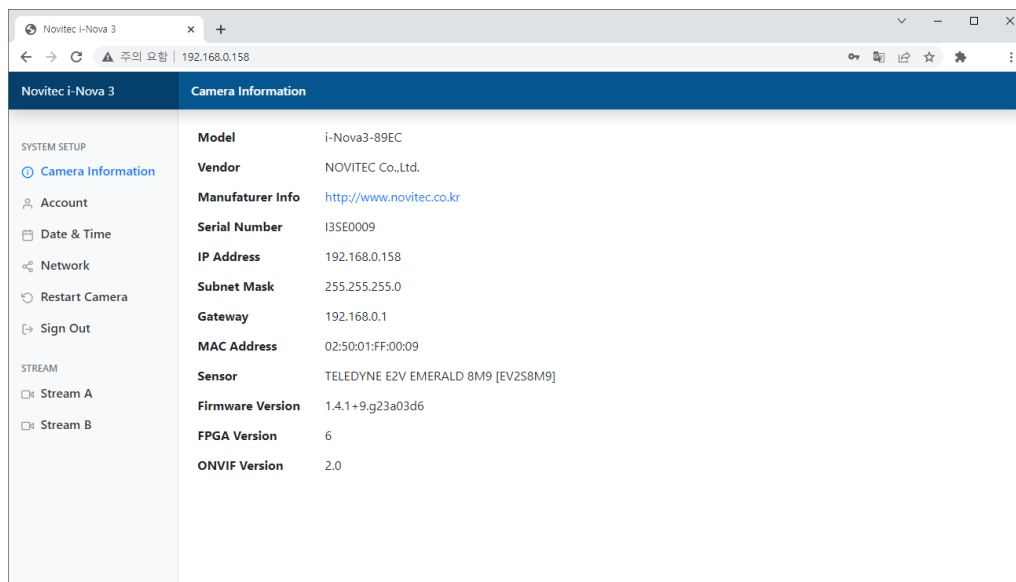 Novitec i-Nova 3
주의 요함 | 192.168.0.158
Novitec i-Nova 3
Camera Information
SYSTEM SETUP
Camera Information
Account
Date & Time
Network
Restart Camera
Sign Out
STREAM
Stream A
Stream B
Model i-Nova3-89EC
Vendor NOVITEC Co.,Ltd.
Manufaturer Info http://www.novitec.co.kr
Serial Number I3SE0009
IP Address 192.168.0.158
Subnet Mask 255.255.255.0
Gateway 192.168.0.1
MAC Address 02:50:01:FF:00:09
Sensor TELEDYNE E2V EMERALD 8M9 [EV2S8M9]
Firmware Version 1.4.1+9.g23a03d6
FPGA Version 6
ONVIF Version 2.0